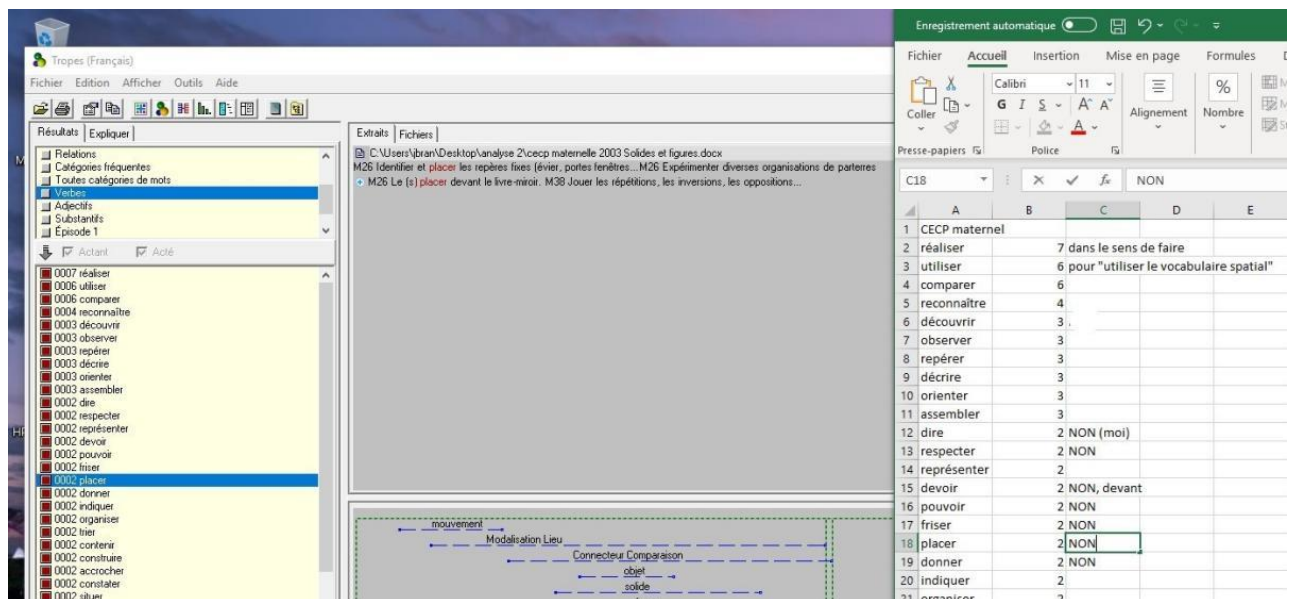 Tropes (Français)
Fichier Edition Afficher Outils Aide
Résultats Expliquer
Relations
Catégories fréquentes
Toutes catégories de mots
Verbes
Adjectifs
Substantifs
Épisode 1
Actant Acté
0007 réaliser
0006 utiliser
0006 comparer
0004 reconnaître
0003 découvrir
0003 observer
0003 repérer
0003 décrire
0003 orienter
0003 assembler
0002 dire
0002 respecter
0002 représenter
0002 devoir
0002 pouvoir
0002 friser
0002 placer
0002 donner
0002 indiquer
0002 organiser
0002 trier
0002 contenir
0002 construire
0002 accrocher
0002 constater
0002 situer
Extraits Fichiers
C:\Users\jbran\Desktop\analyse 2\cecp maternelle 2003 Solides et figures.docx
M26 Identifier et placer les repères fixes (évier, portes fenêtres...M26 Expérimenter diverses organisations de parterres
M26 Le (s) placer devant le livre-miroir. M38 Jouer les répétitions, les inversions, les oppositions...
mouvement
Modalisation Lieu
Connecteur Comparaison
objet
solide
Enregistrement automatique
Fichier Accueil Insertion Mise en page Formules
Coller
Calibri 11
G I S A A
Alignement
%
Nombre
Presse-papiers Police
C18 fx NON
A B C D E
1 CECP maternel
2 réaliser 7 dans le sens de faire
3 utiliser 6 pour "utiliser le vocabulaire spatial"
4 comparer 6
5 reconnaître 4
6 découvrir 3 .
7 observer 3
8 repérer 3
9 décrire 3
10 orienter 3
11 assembler 3
12 dire 2 NON (moi)
13 respecter 2 NON
14 représenter 2
15 devoir 2 NON, devant
16 pouvoir 2 NON
17 friser 2 NON
18 placer 2 NON
19 donner 2 NON
20 indiquer 2
21 organiser 2